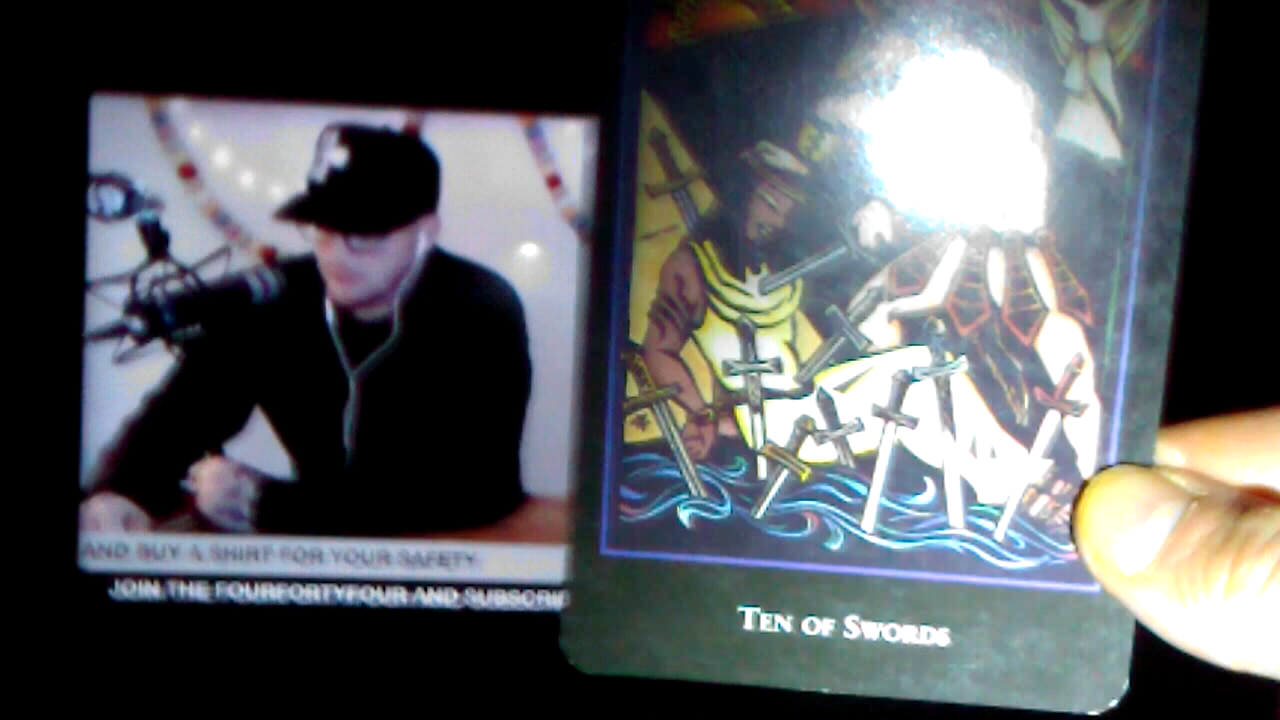 AND BUY A SHIRT FOR YOUR SAFETY.
JOIN THE FOURFORTYFOUR AND SUBSCRIB
TEN OF SWORDS